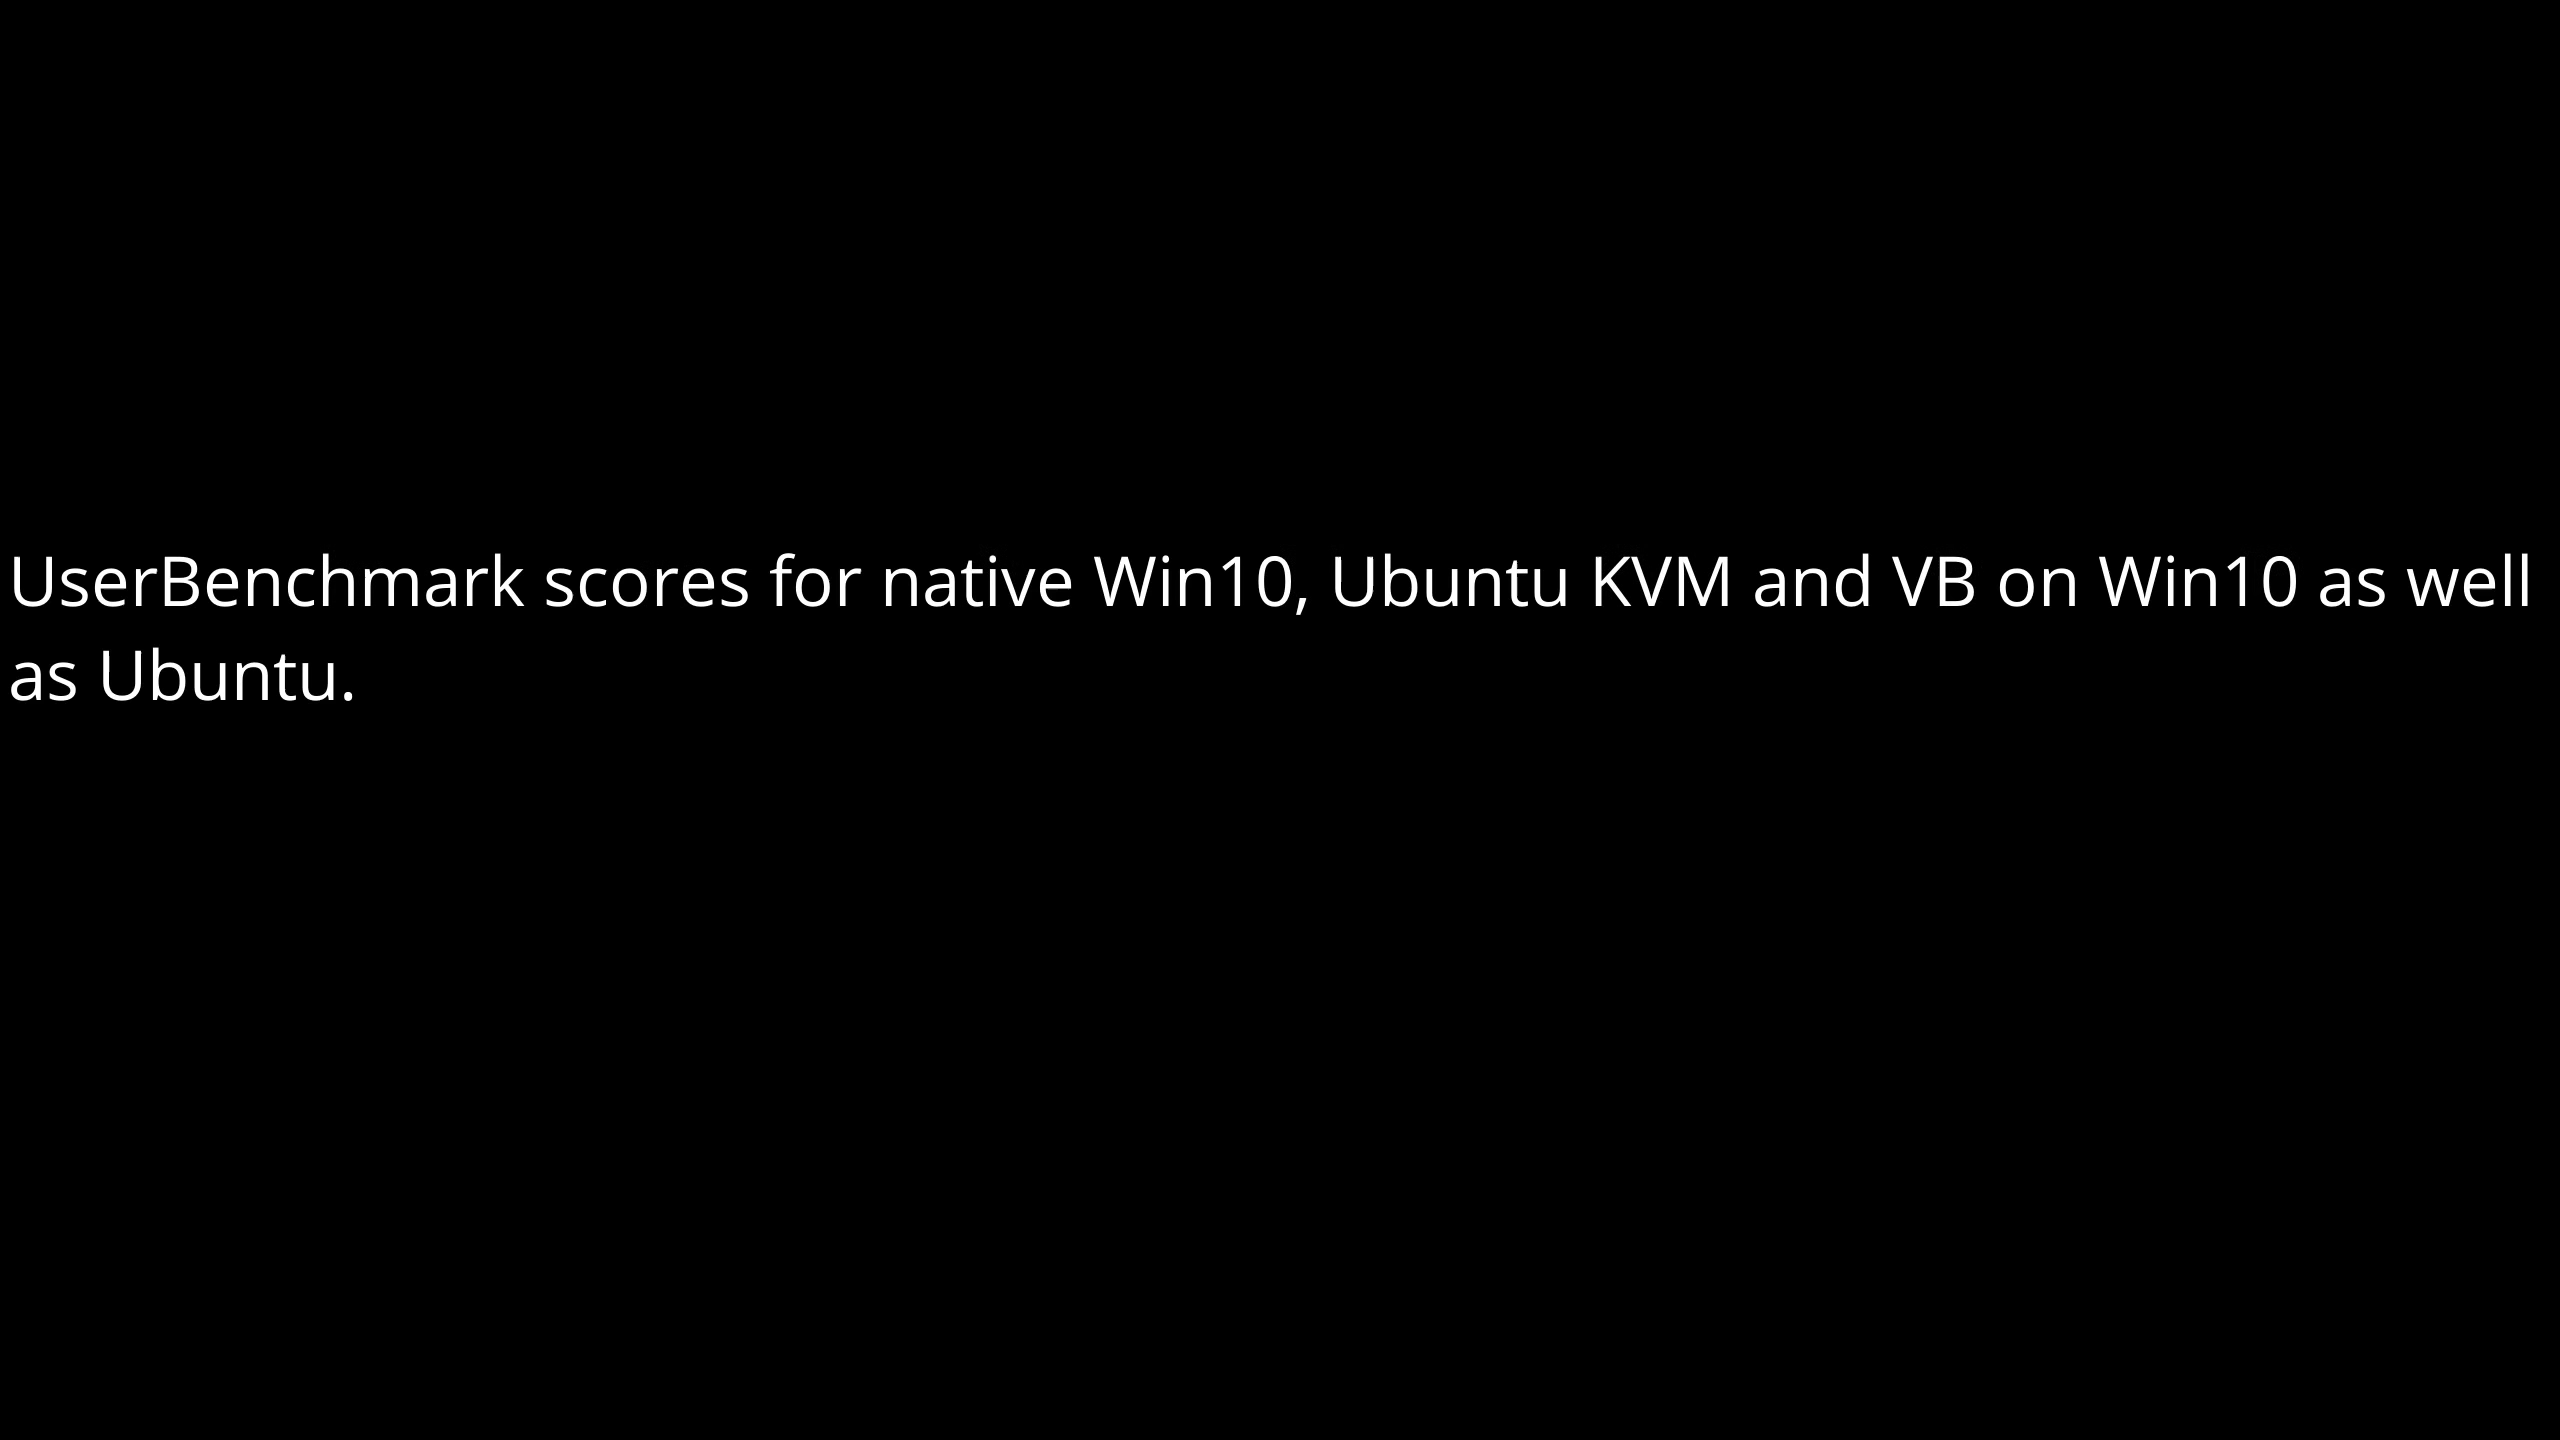 UserBenchmark scores for native Win10, Ubuntu KVM and VB on Win10 as well
as Ubuntu.